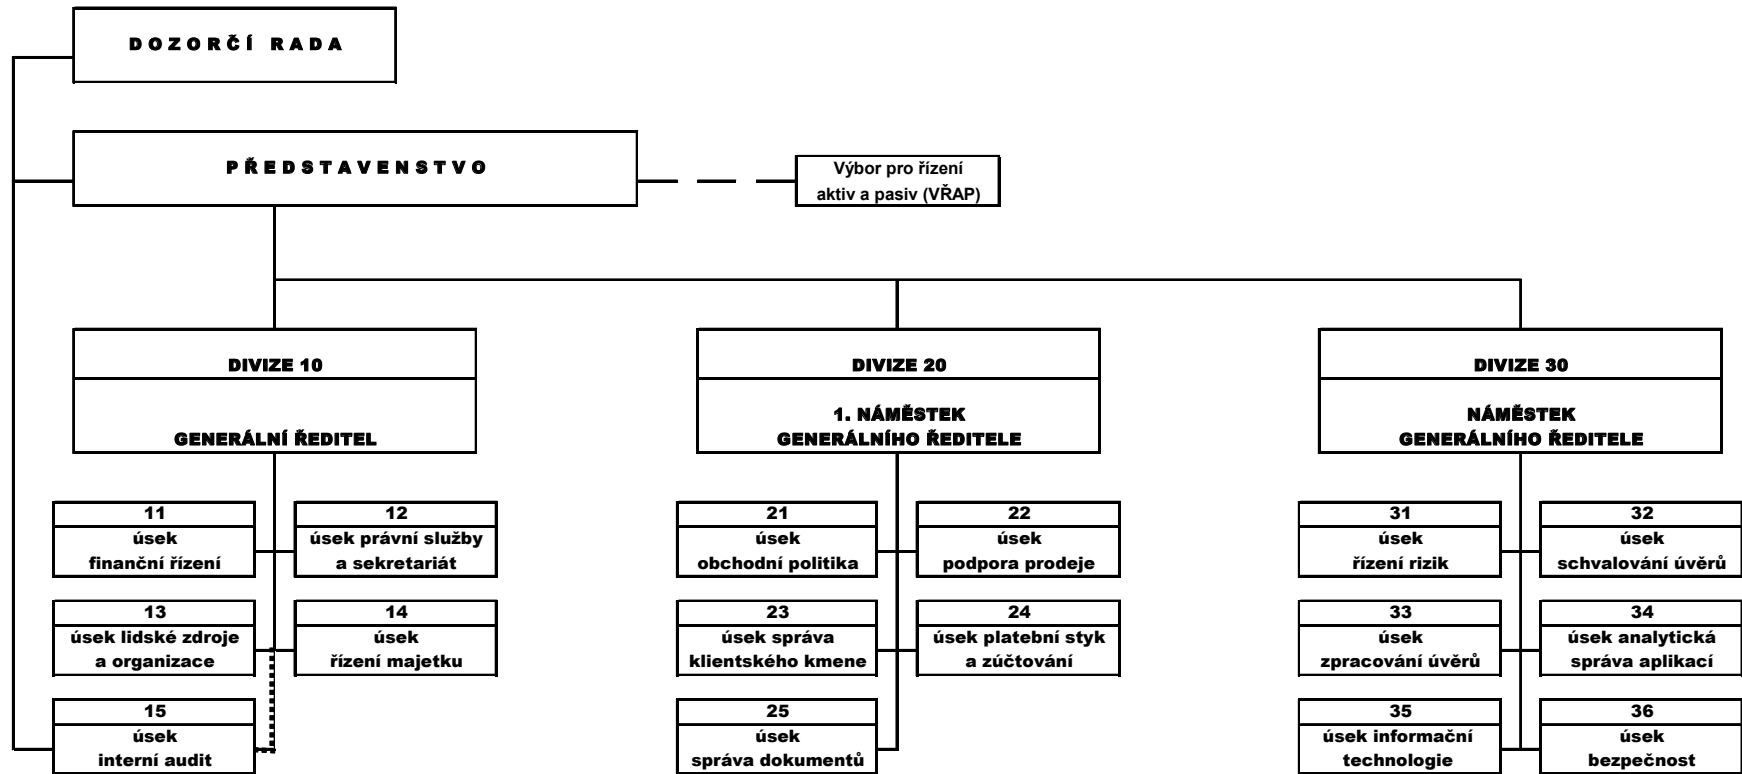 DOZORČÍ RADA
PŘEDSTAVENSTVO
Výbor pro řízení
aktiv a pasiv (VŘAP)
DIVIZE 10
GENERÁLNÍ ŘEDITEL
DIVIZE 20
1. NÁMĚSTEK
GENERÁLNÍHO ŘEDITELE
DIVIZE 30
NÁMĚSTEK
GENERÁLNÍHO ŘEDITELE
11
úsek
finanční řízení
12
úsek právní služby
a sekretariát
13
úsek lidské zdroje
a organizace
14
úsek
řízení majetku
15
úsek
interní audit
21
úsek
obchodní politika
22
úsek
podpora prodeje
23
úsek správa
klientského kmene
24
úsek platební styk
a zúčtování
25
úsek
správa dokumentů
31
úsek
řízení rizik
32
úsek
schvalování úvěrů
33
úsek
zpracování úvěrů
34
úsek analytická
správa aplikací
35
úsek informační
technologie
36
úsek
bezpečnost